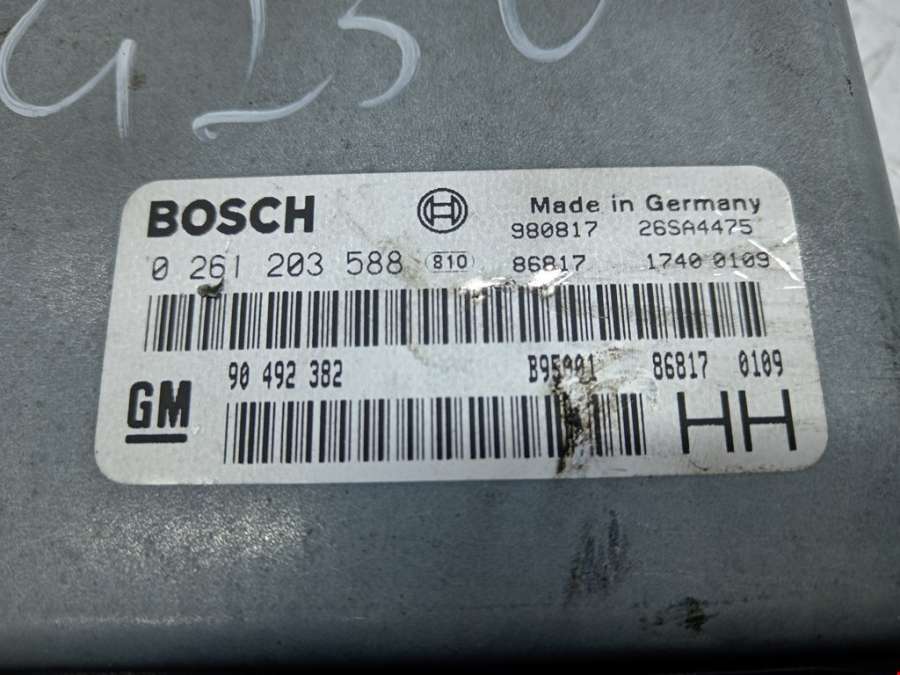 BOSCH Made in Germany
980817 26SA4475
0 261 203 588 810 86817 1740 0109
90 492 382 86817 0109
GM HH